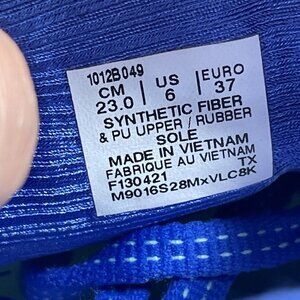 1012B049
CM | US | EURO
23.0 | 6 | 37
SYNTHETIC FIBER
& PU UPPER / RUBBER
SOLE
MADE IN VIETNAM
FABRIQUE AU VIETNAM
F130421 TX
M9016S28MxVLC8K